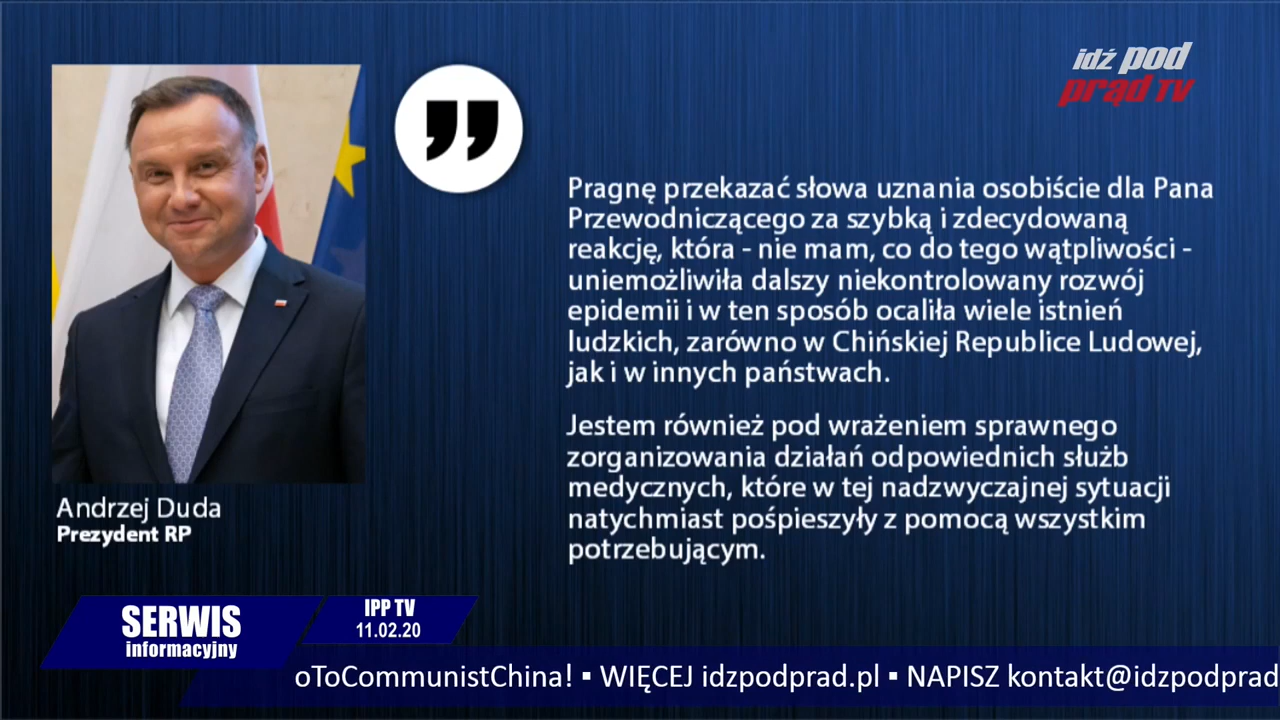 idź pod
prąd TV
Pragnę przekazać słowa uznania osobiście dla Pana
Przewodniczącego za szybką i zdecydowaną
reakcję, która - nie mam, co do tego wątpliwości -
uniemożliwiła dalszy niekontrolowany rozwój
epidemii i w ten sposób ocaliła wiele istnień
ludzkich, zarówno w Chińskiej Republice Ludowej,
jak i w innych państwach.
Jestem również pod wrażeniem sprawnego
zorganizowania działań odpowiednich służb
medycznych, które w tej nadzwyczajnej sytuacji
natychmiast pośpieszyły z pomocą wszystkim
potrzebującym.
Andrzej Duda
Prezydent RP
SERWIS
informacyjny
IPP TV
11.02.20
oToCommunistChina! ▪ WIĘCEJ idzpodprad.pl ▪ NAPISZ kontakt@idzpodprad